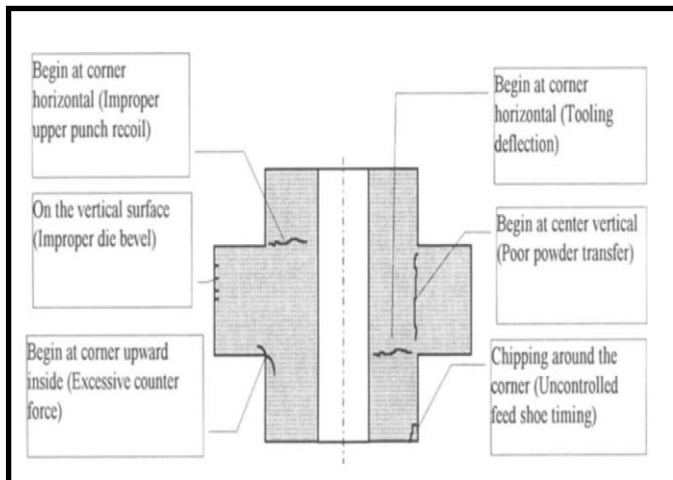 Begin at corner
horizontal (Improper
upper punch recoil)
On the vertical surface
(Improper die bevel)
Begin at corner upward
inside (Excessive counter
force)
Begin at corner
horizontal (Tooling
deflection)
Begin at center vertical
(Poor powder transfer)
Chipping around the
corner (Uncontrolled
feed shoe timing)